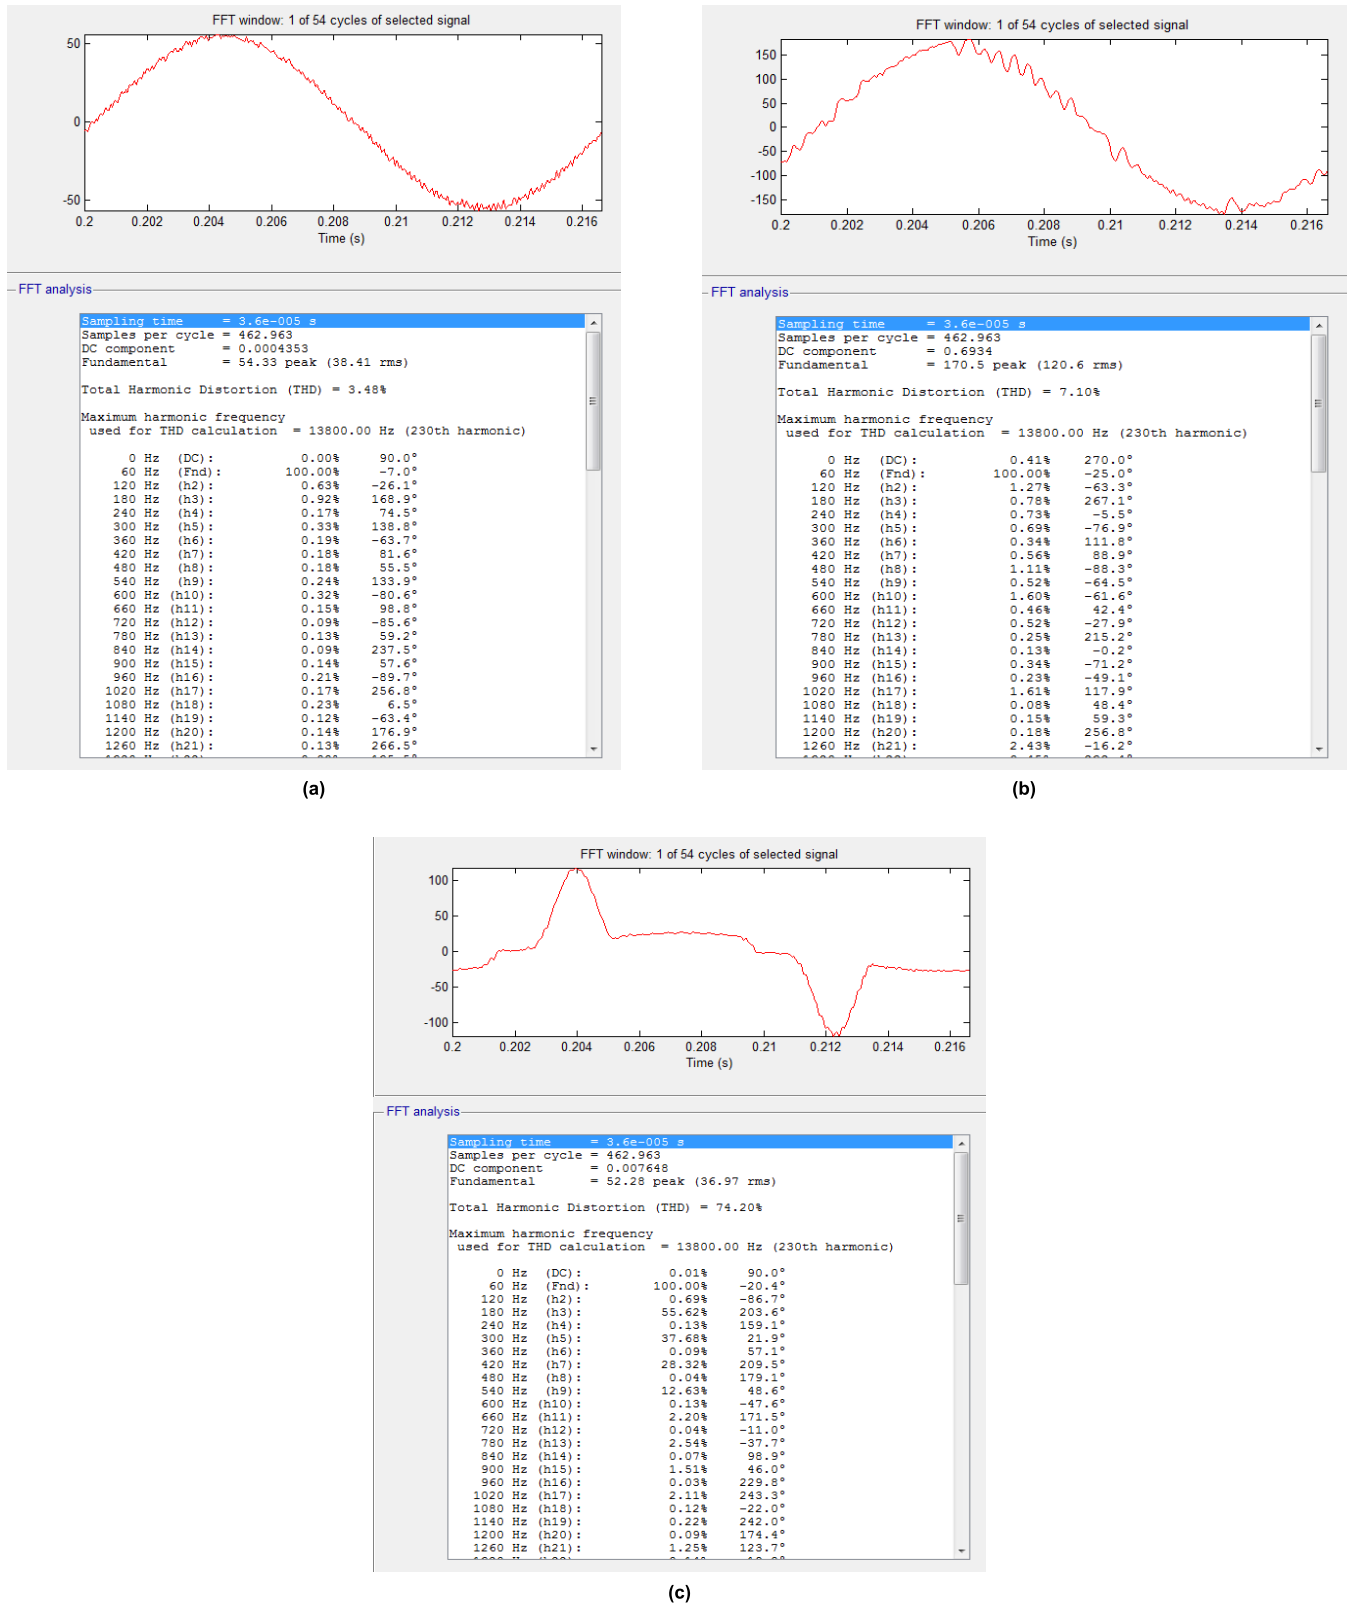 FFT window: 1 of 54 cycles of selected signal
50
0
-50
0.2 0.202 0.204 0.206 0.208 0.21 0.212 0.214 0.216
Time (s)
FFT analysis
Sampling time = 3.6e-005 s
Samples per cycle = 462.963
DC component = 0.0004353
Fundamental = 54.33 peak (38.41 rms)
Total Harmonic Distortion (THD) = 3.48%
Maximum harmonic frequency
used for THD calculation = 13800.00 Hz (230th harmonic)
0 Hz (DC): 0.00% 90.0°
60 Hz (Fnd): 100.00% -7.0°
120 Hz (h2): 0.63% -26.1°
180 Hz (h3): 0.92% 168.9°
240 Hz (h4): 0.17% 74.5°
300 Hz (h5): 0.33% 138.8°
360 Hz (h6): 0.19% -63.7°
420 Hz (h7): 0.18% 81.6°
480 Hz (h8): 0.18% 55.5°
540 Hz (h9): 0.24% 133.9°
600 Hz (h10): 0.32% -80.6°
660 Hz (h11): 0.15% 98.8°
720 Hz (h12): 0.09% -85.6°
780 Hz (h13): 0.13% 59.2°
840 Hz (h14): 0.09% 237.5°
900 Hz (h15): 0.14% 57.6°
960 Hz (h16): 0.21% -89.7°
1020 Hz (h17): 0.17% 256.8°
1080 Hz (h18): 0.23% 6.5°
1140 Hz (h19): 0.12% -63.4°
1200 Hz (h20): 0.14% 176.9°
1260 Hz (h21): 0.13% 266.5°
(a)
FFT window: 1 of 54 cycles of selected signal
150
100
50
0
-50
-100
-150
0.2 0.202 0.204 0.206 0.208 0.21 0.212 0.214 0.216
Time (s)
FFT analysis
Sampling time = 3.6e-005 s
Samples per cycle = 462.963
DC component = 0.6934
Fundamental = 170.5 peak (120.6 rms)
Total Harmonic Distortion (THD) = 7.10%
Maximum harmonic frequency
used for THD calculation = 13800.00 Hz (230th harmonic)
0 Hz (DC): 0.41% 270.0°
60 Hz (Fnd): 100.00% -25.0°
120 Hz (h2): 1.27% -63.3°
180 Hz (h3): 0.78% 267.1°
240 Hz (h4): 0.73% -5.5°
300 Hz (h5): 0.69% -76.9°
360 Hz (h6): 0.34% 111.8°
420 Hz (h7): 0.56% 88.9°
480 Hz (h8): 1.11% -88.3°
540 Hz (h9): 0.52% -64.5°
600 Hz (h10): 1.60% -61.6°
660 Hz (h11): 0.46% 42.4°
720 Hz (h12): 0.52% -27.9°
780 Hz (h13): 0.25% 215.2°
840 Hz (h14): 0.13% -0.2°
900 Hz (h15): 0.34% -71.2°
960 Hz (h16): 0.23% -49.1°
1020 Hz (h17): 1.61% 117.9°
1080 Hz (h18): 0.08% 48.4°
1140 Hz (h19): 0.15% 59.3°
1200 Hz (h20): 0.18% 256.8°
1260 Hz (h21): 2.43% -16.2°
(b)
FFT window: 1 of 54 cycles of selected signal
100
50
0
-50
-100
0.2 0.202 0.204 0.206 0.208 0.21 0.212 0.214 0.216
Time (s)
FFT analysis
Sampling time = 3.6e-005 s
Samples per cycle = 462.963
DC component = 0.007648
Fundamental = 52.28 peak (36.97 rms)
Total Harmonic Distortion (THD) = 74.20%
Maximum harmonic frequency
used for THD calculation = 13800.00 Hz (230th harmonic)
0 Hz (DC): 0.01% 90.0°
60 Hz (Fnd): 100.00% -20.4°
120 Hz (h2): 0.69% -86.7°
180 Hz (h3): 55.62% 203.6°
240 Hz (h4): 0.13% 159.1°
300 Hz (h5): 37.68% 21.9°
360 Hz (h6): 0.09% 57.1°
420 Hz (h7): 28.32% 209.5°
480 Hz (h8): 0.04% 179.1°
540 Hz (h9): 12.63% 48.6°
600 Hz (h10): 0.13% -47.6°
660 Hz (h11): 2.20% 171.5°
720 Hz (h12): 0.04% -11.0°
780 Hz (h13): 2.54% -37.7°
840 Hz (h14): 0.07% 98.9°
900 Hz (h15): 1.51% 46.0°
960 Hz (h16): 0.03% 229.8°
1020 Hz (h17): 2.11% 243.3°
1080 Hz (h18): 0.12% -22.0°
1140 Hz (h19): 0.22% 242.0°
1200 Hz (h20): 0.09% 174.4°
1260 Hz (h21): 1.25% 123.7°
(c)